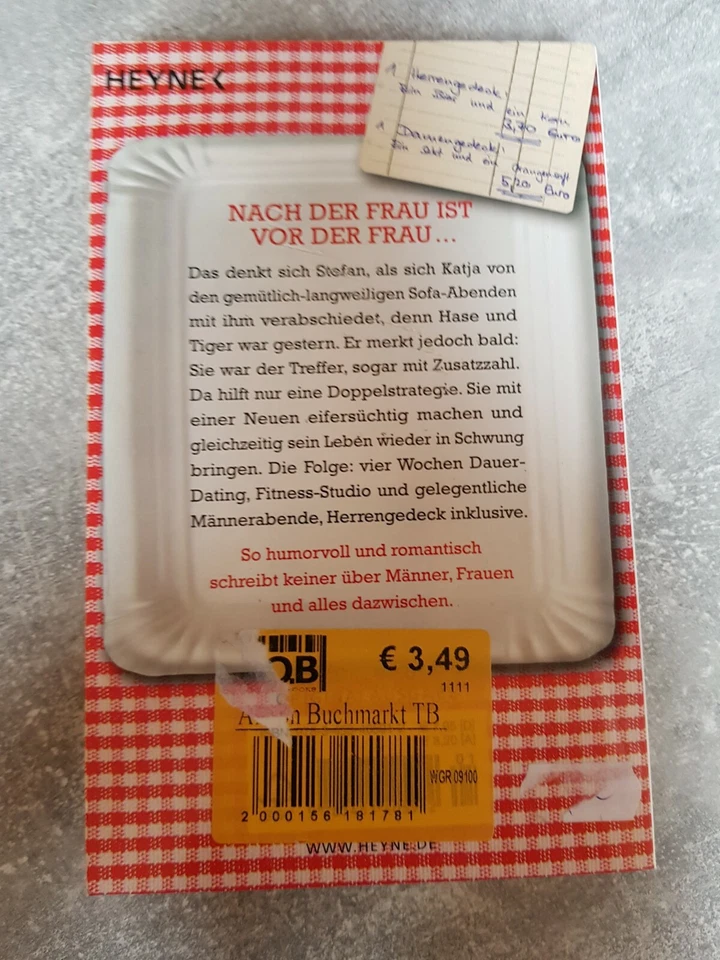 HEYNE<
1 Herrengedeck:
Ein Bier und ein Korn
3,70 Euro
1 Damengedeck:
Ein Sekt und ein Orangensaft
5,20 Euro
NACH DER FRAU IST
VOR DER FRAU...
Das denkt sich Stefan, als sich Katja von
den gemütlich-langweiligen Sofa-Abenden
mit ihm verabschiedet, denn Hase und
Tiger war gestern. Er merkt jedoch bald:
Sie war der Treffer, sogar mit Zusatzzahl.
Da hilft nur eine Doppelstrategie. Sie mit
einer Neuen eifersüchtig machen und
gleichzeitig sein Leben wieder in Schwung
bringen. Die Folge: vier Wochen Dauer-
Dating, Fitness-Studio und gelegentliche
Männerabende, Herrengedeck inklusive.
So humorvoll und romantisch
schreibt keiner über Männer, Frauen
und alles dazwischen.
€ 3,49
1111
Buchmarkt TB
WGR 09100
2 000156 181781
WWW.HEYNE.DE